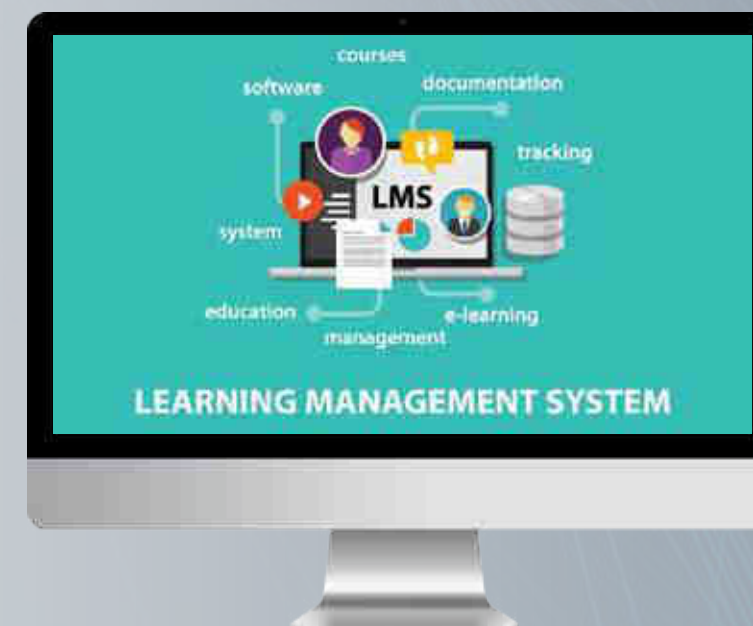 courses
software
documentation
tracking
LMS
system
education
e-learning
management
LEARNING MANAGEMENT SYSTEM